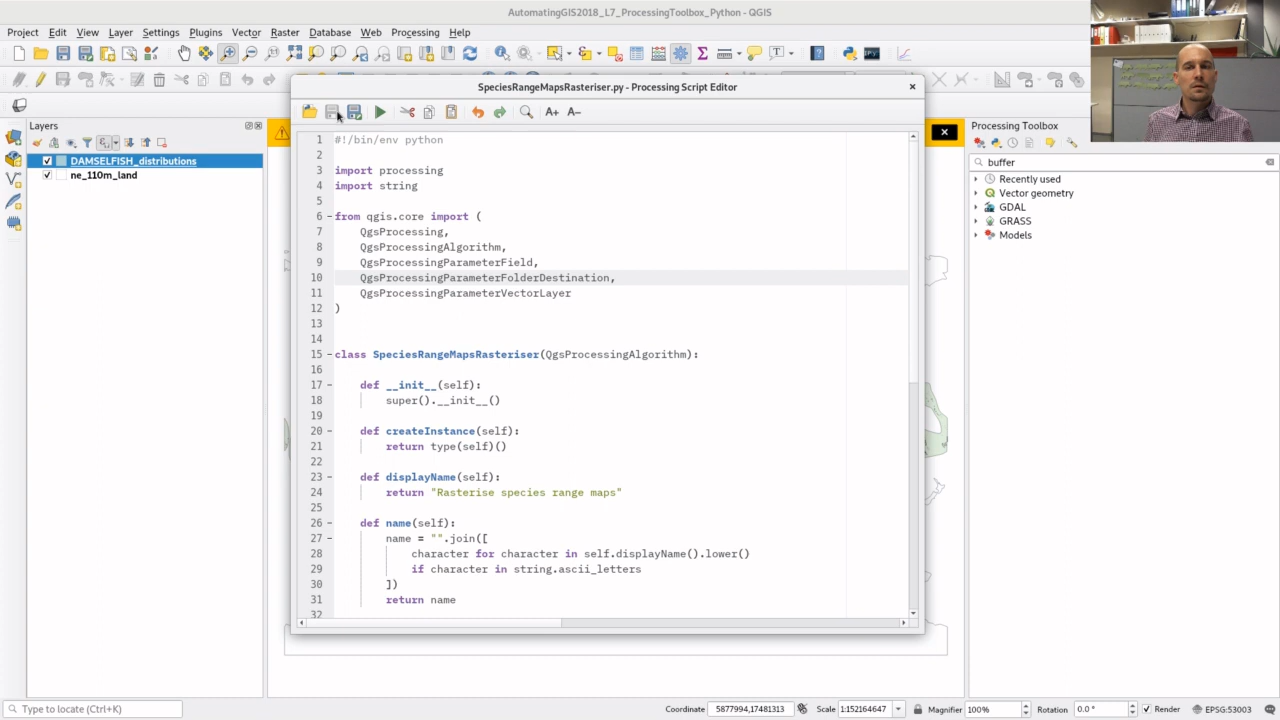 AutomatingGIS2018_L7_ProcessingToolbox_Python - QGIS
Project Edit View Layer Settings Plugins Vector Raster Database Web Processing Help
SpeciesRangeMapsRasteriser.py - Processing Script Editor
A+ A-
Layers
DAMSELFISH_distributions
ne_110m_land
1 #!/bin/env python
2
3 import processing
4 import string
5
6 from qgis.core import (
7 QgsProcessing,
8 QgsProcessingAlgorithm,
9 QgsProcessingParameterField,
10 QgsProcessingParameterFolderDestination,
11 QgsProcessingParameterVectorLayer
12 )
13
14
15 class SpeciesRangeMapsRasteriser(QgsProcessingAlgorithm):
16
17 def __init__(self):
18 super().__init__()
19
20 def createInstance(self):
21 return type(self)()
22
23 def displayName(self):
24 return "Rasterise species range maps"
25
26 def name(self):
27 name = "".join([
28 character for character in self.displayName().lower()
29 if character in string.ascii_letters
30 ])
31 return name
32
Processing Toolbox
buffer
Recently used
Vector geometry
GDAL
GRASS
Models
Type to locate (Ctrl+K)
Coordinate 5877994,17481313 Scale 1:152164647 Magnifier 100% Rotation 0.0 ° Render EPSG:53003